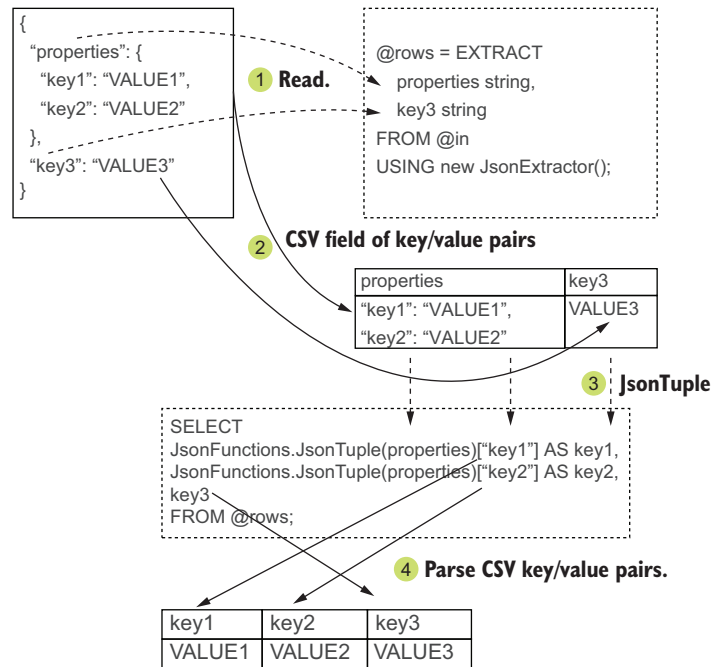 {
“properties”: {
“key1”: “VALUE1”,
“key2”: “VALUE2”
},
“key3”: “VALUE3”
}
1 Read.
@rows = EXTRACT
properties string,
key3 string
FROM @in
USING new JsonExtractor();
2 CSV field of key/value pairs
properties key3
“key1”: “VALUE1”, VALUE3
“key2”: “VALUE2”
3 JsonTuple
SELECT
JsonFunctions.JsonTuple(properties)[“key1”] AS key1,
JsonFunctions.JsonTuple(properties)[“key2”] AS key2,
key3
FROM @rows;
4 Parse CSV key/value pairs.
key1 key2 key3
VALUE1 VALUE2 VALUE3